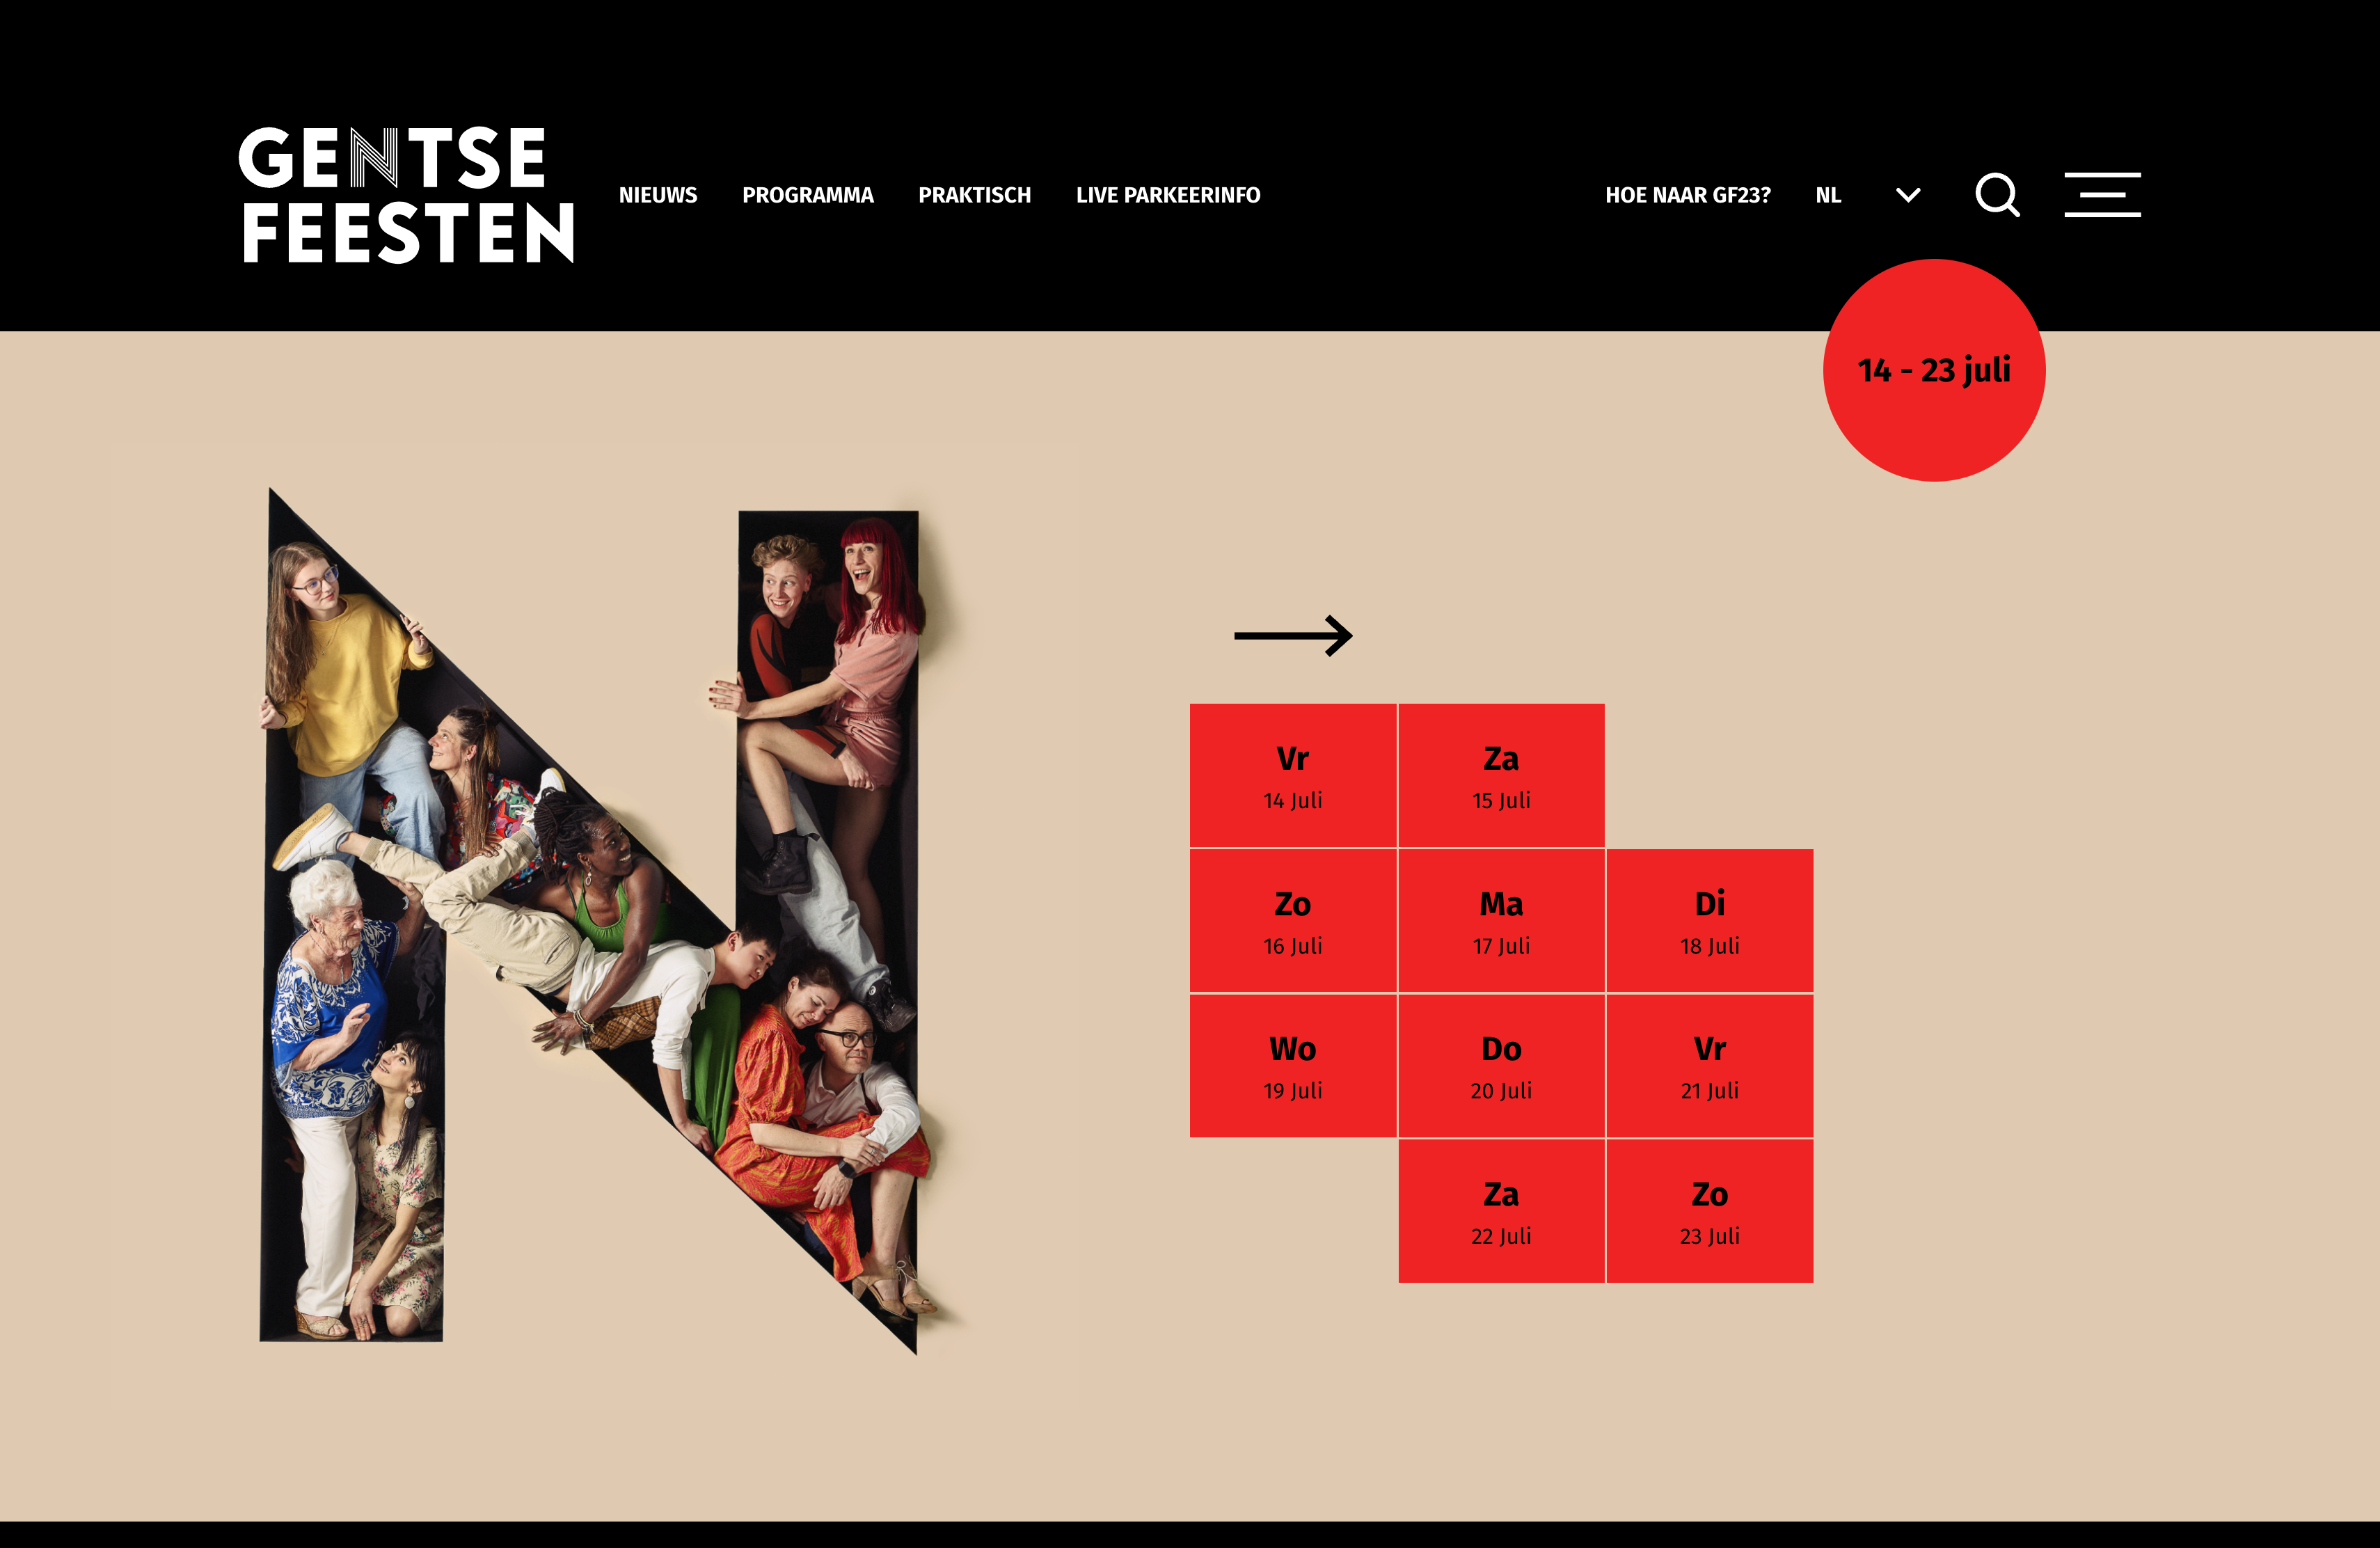 GENTSE
FEESTEN
NIEUWS PROGRAMMA PRAKTISCH LIVE PARKEERINFO HOE NAAR GF23? NL
14 - 23 juli
Vr Za
14 Juli 15 Juli
Zo Ma Di
16 Juli 17 Juli 18 Juli
Wo Do Vr
19 Juli 20 Juli 21 Juli
Za Zo
22 Juli 23 Juli